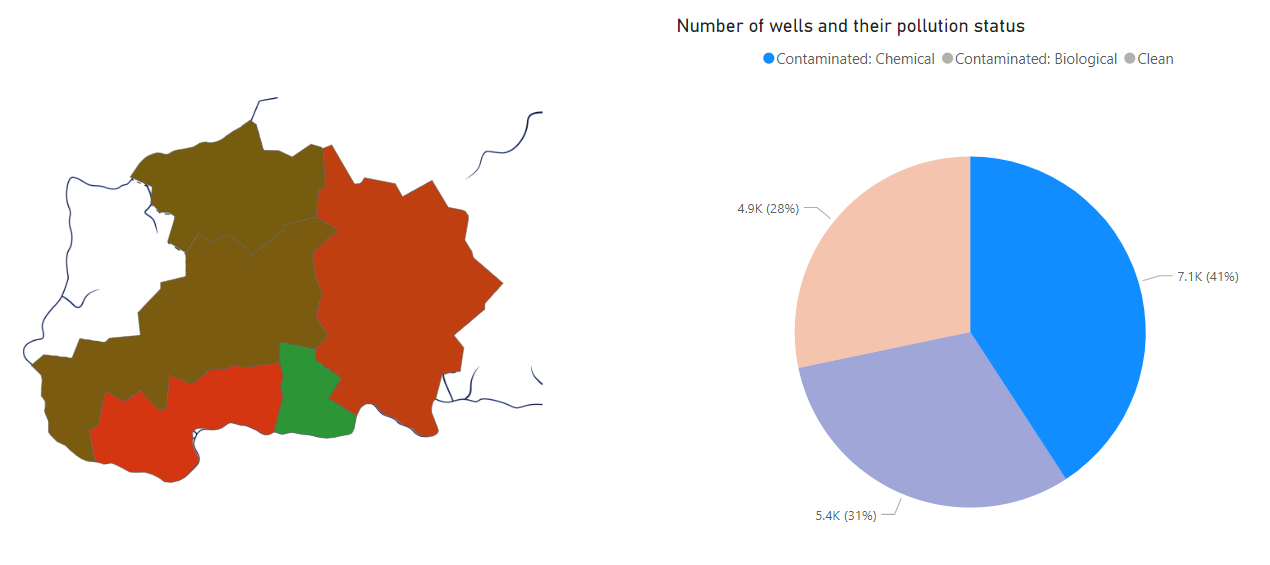 Number of wells and their pollution status
Contaminated: Chemical Contaminated: Biological Clean
4.9K (28%)
7.1K (41%)
5.4K (31%)